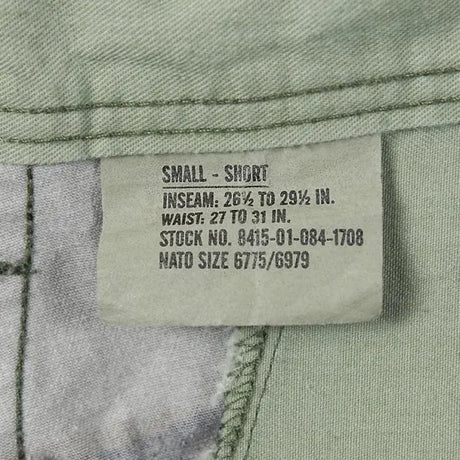 SMALL - SHORT
INSEAM: 26½ TO 29½ IN.
WAIST: 27 TO 31 IN.
STOCK NO. 8415-01-084-1708
NATO SIZE 6775/6979